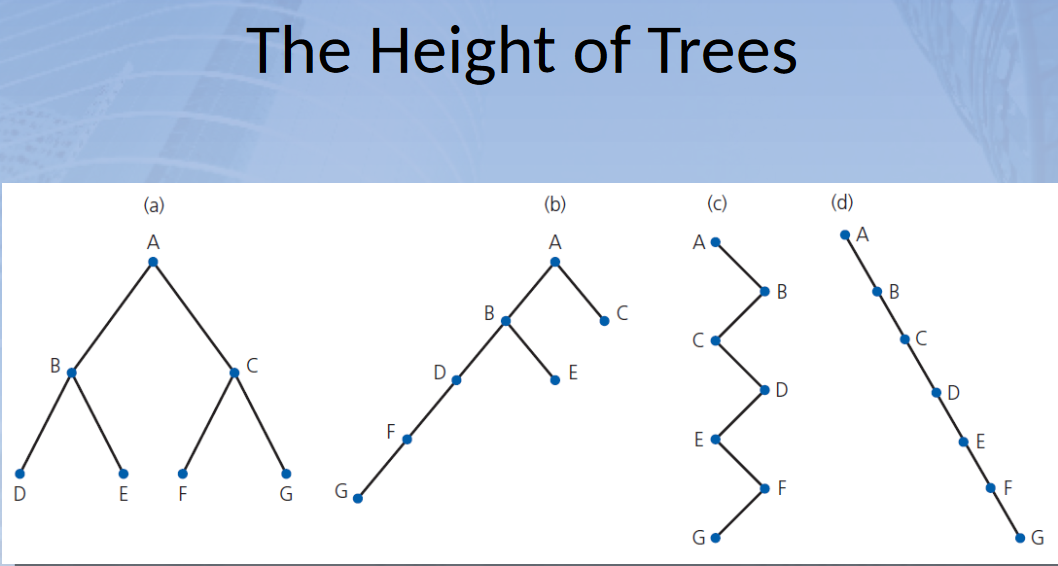 The Height of Trees
(a) (b) (c) (d)
A A A A
B C
B C
D E
F
G
D E F G
B
C
D
E
F
G
B
C
D
E
F
G